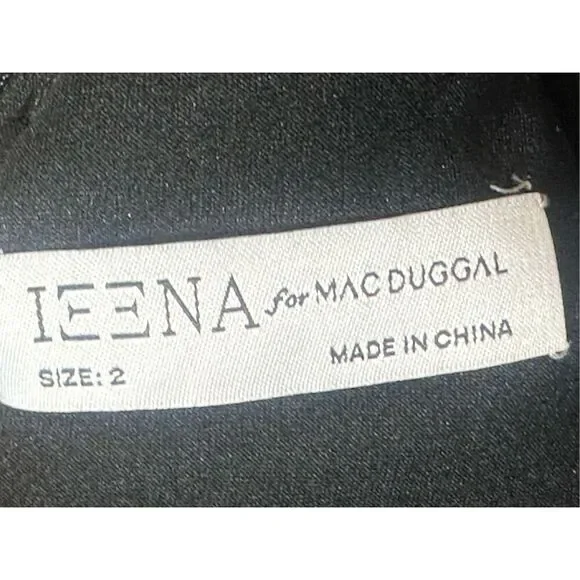 IEENA for MAC DUGGAL
SIZE: 2
MADE IN CHINA